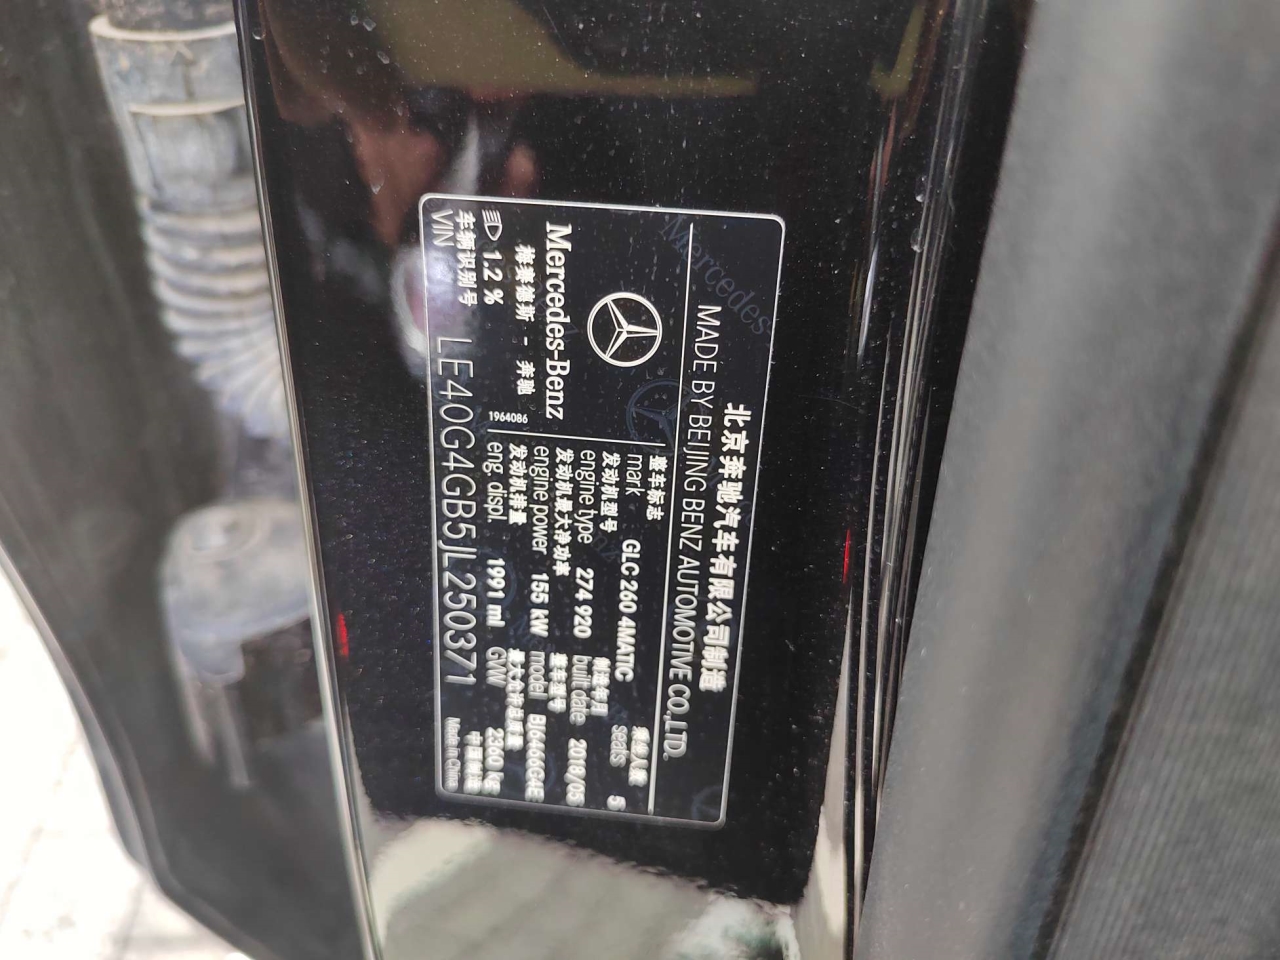 北京奔驰汽车有限公司制造
MADE BY BEIJING BENZ AUTOMOTIVE CO.,LTD.
Mercedes-Benz
梅赛德斯 - 奔驰
1.2 %
1964086
整车标志
mark GLC 260 4MATIC
乘坐人数
seats 5
发动机型号
engine type 274 920
制造年月
built date 2018/05
发动机最大净功率
engine power 155 kW
整车型号
model BJ6466G4E
发动机排量
eng. displ. 1991 ml
最大允许总质量
GVW 2360 kg
车辆识别号
VIN LE40G4GB5JL250371
中国制造
Made in China